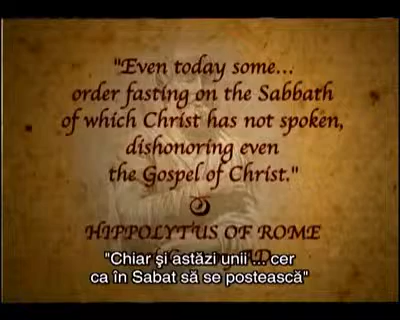 "Even today some...
order fasting on the Sabbath
of which Christ has not spoken,
dishonoring even
the Gospel of Christ."
HIPPOLYTUS OF ROME
AD
"Chiar şi astăzi unii... cer
ca în Sabat să se postească"